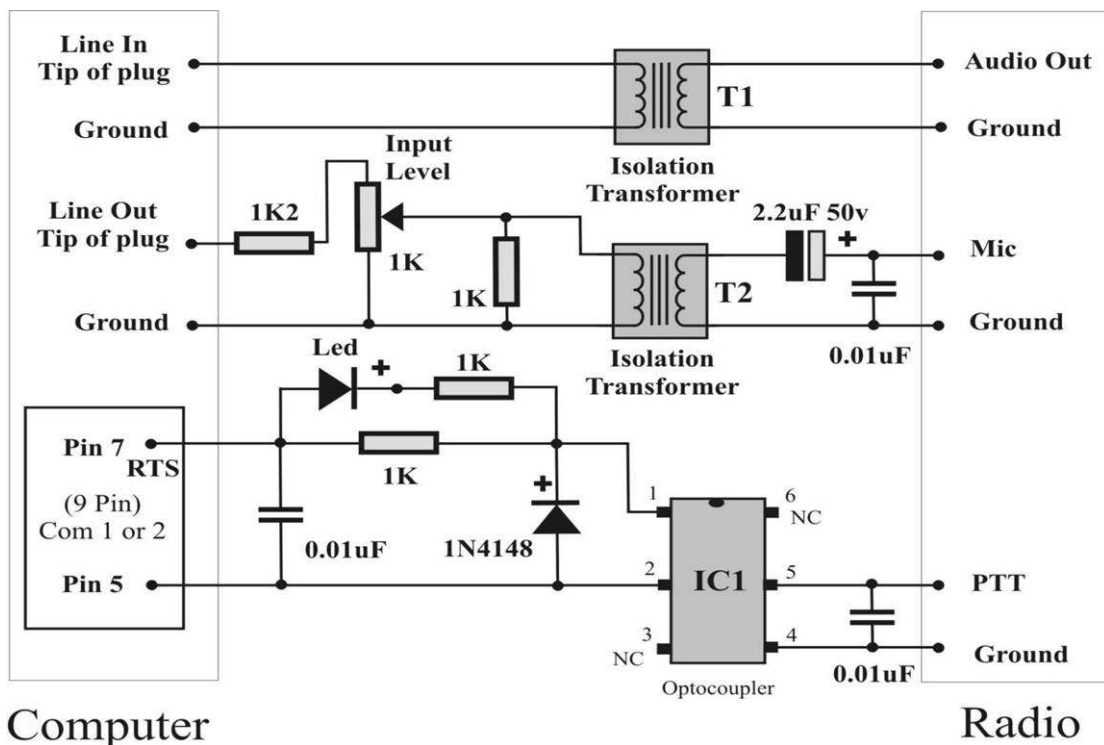 Line In
Tip of plug
Audio Out
T1
Ground
Ground
Input
Level
Isolation
Transformer
Line Out
Tip of plug
1K2
2.2uF 50v
+
Mic
1K
1K
T2
Ground
Ground
0.01uF
Led
+
1K
Isolation
Transformer
Pin 7
RTS
1K
+
(9 Pin)
Com 1 or 2
1
6
NC
0.01uF
1N4148
Pin 5
2
IC1
5
PTT
3
NC
4
Ground
0.01uF
Optocoupler
Computer
Radio